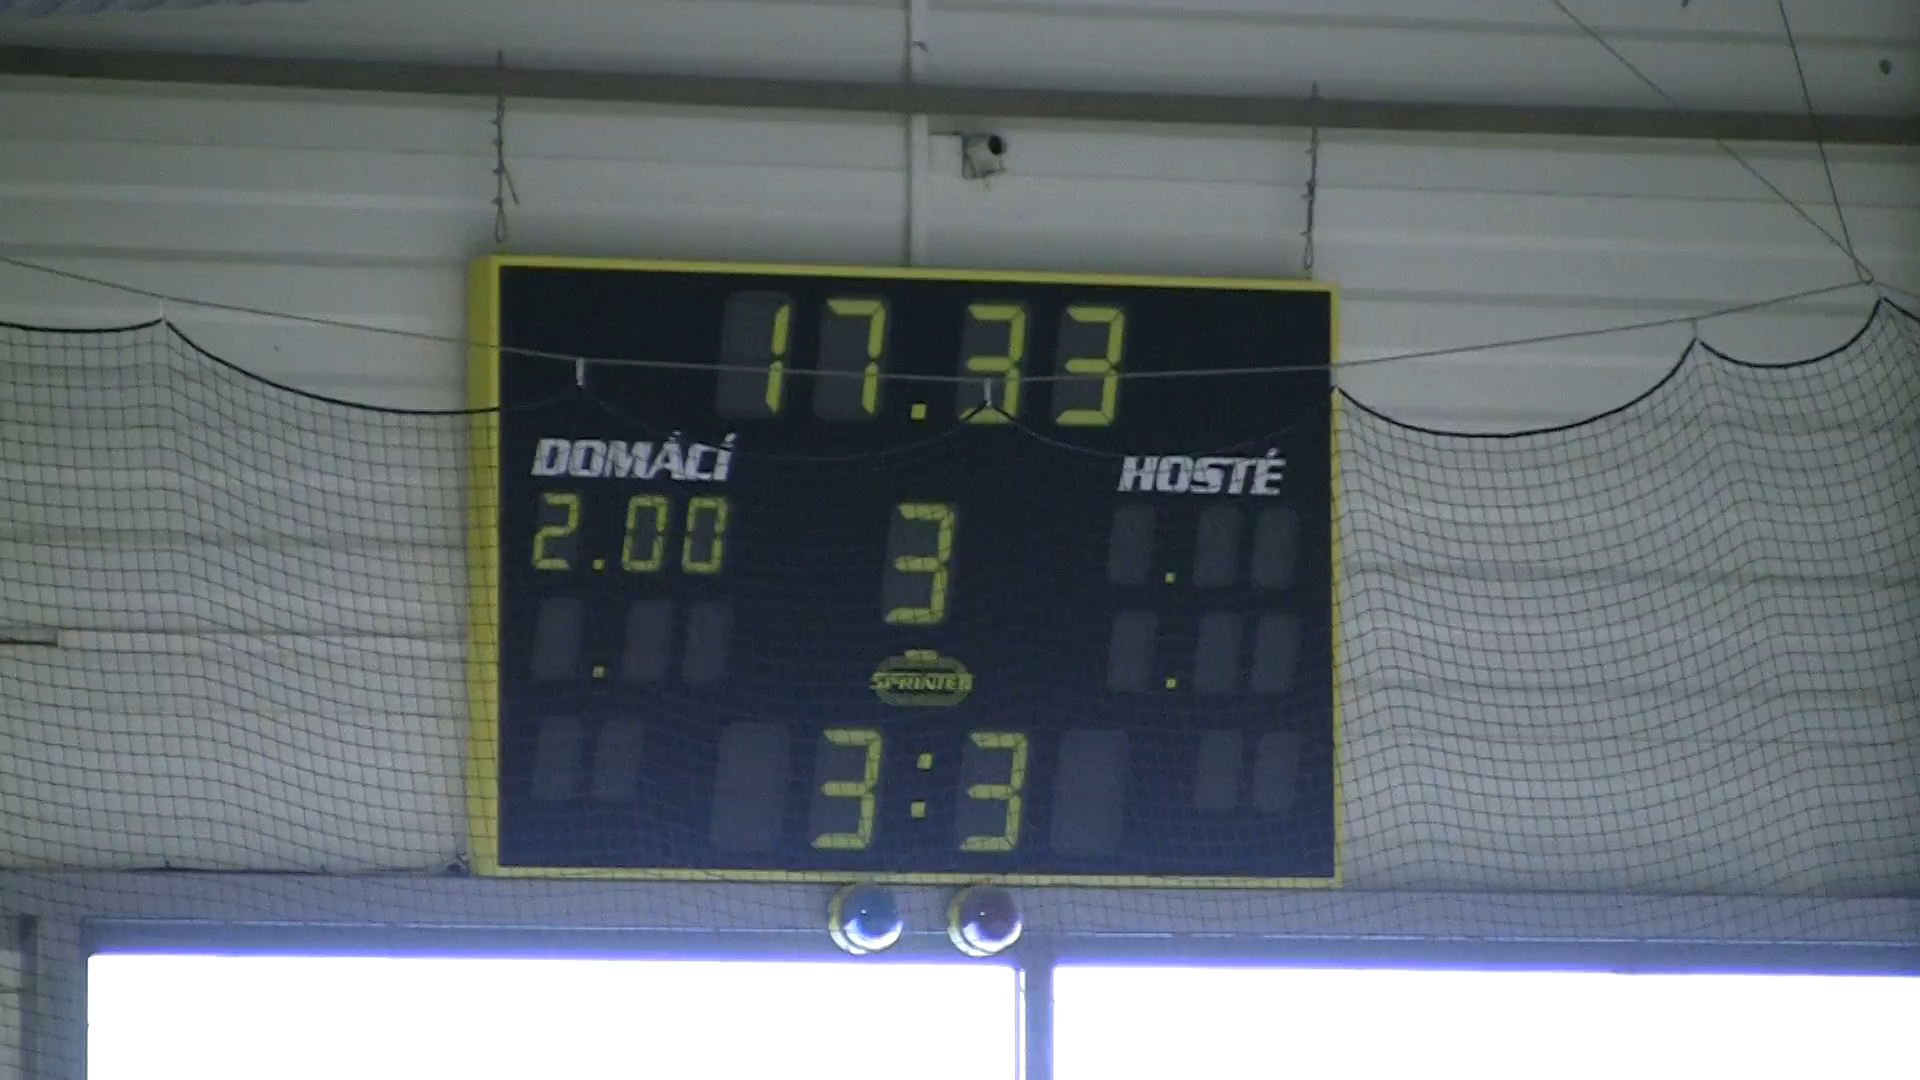 17.33
DOMÁCÍ HOSTÉ
2.00 3 .
. .
SPRINTER
3:3